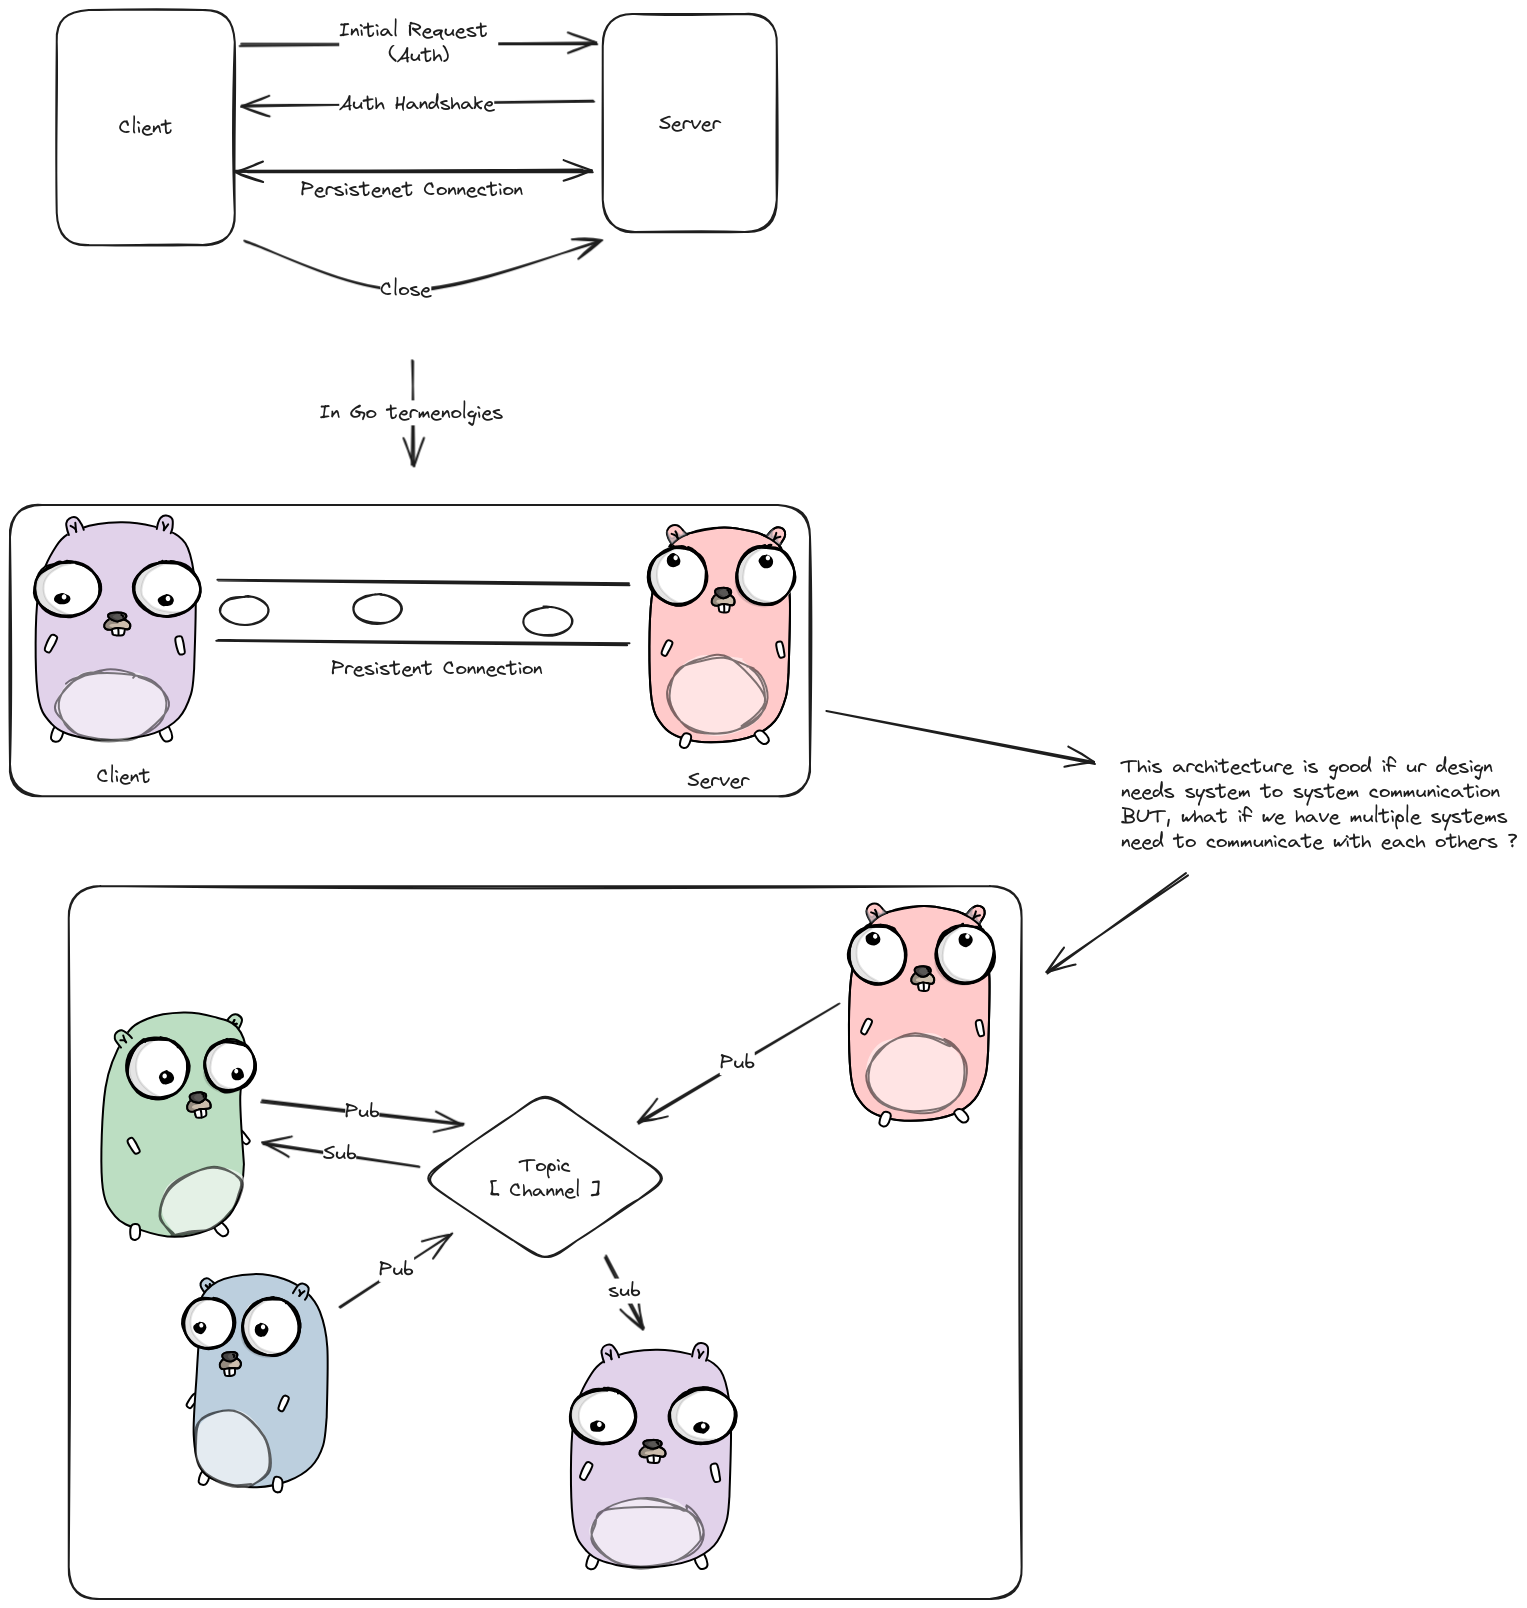 Initial Request
(Auth)
Auth Handshake
Client
Server
Persistenet Connection
Close
In Go termenolgies
Presistent Connection
Client
Server
This architecture is good if ur design
needs system to system communication
BUT, what if we have multiple systems
need to communicate with each others ?
Pub
Pub
Sub
Topic
[ Channel ]
Pub
sub